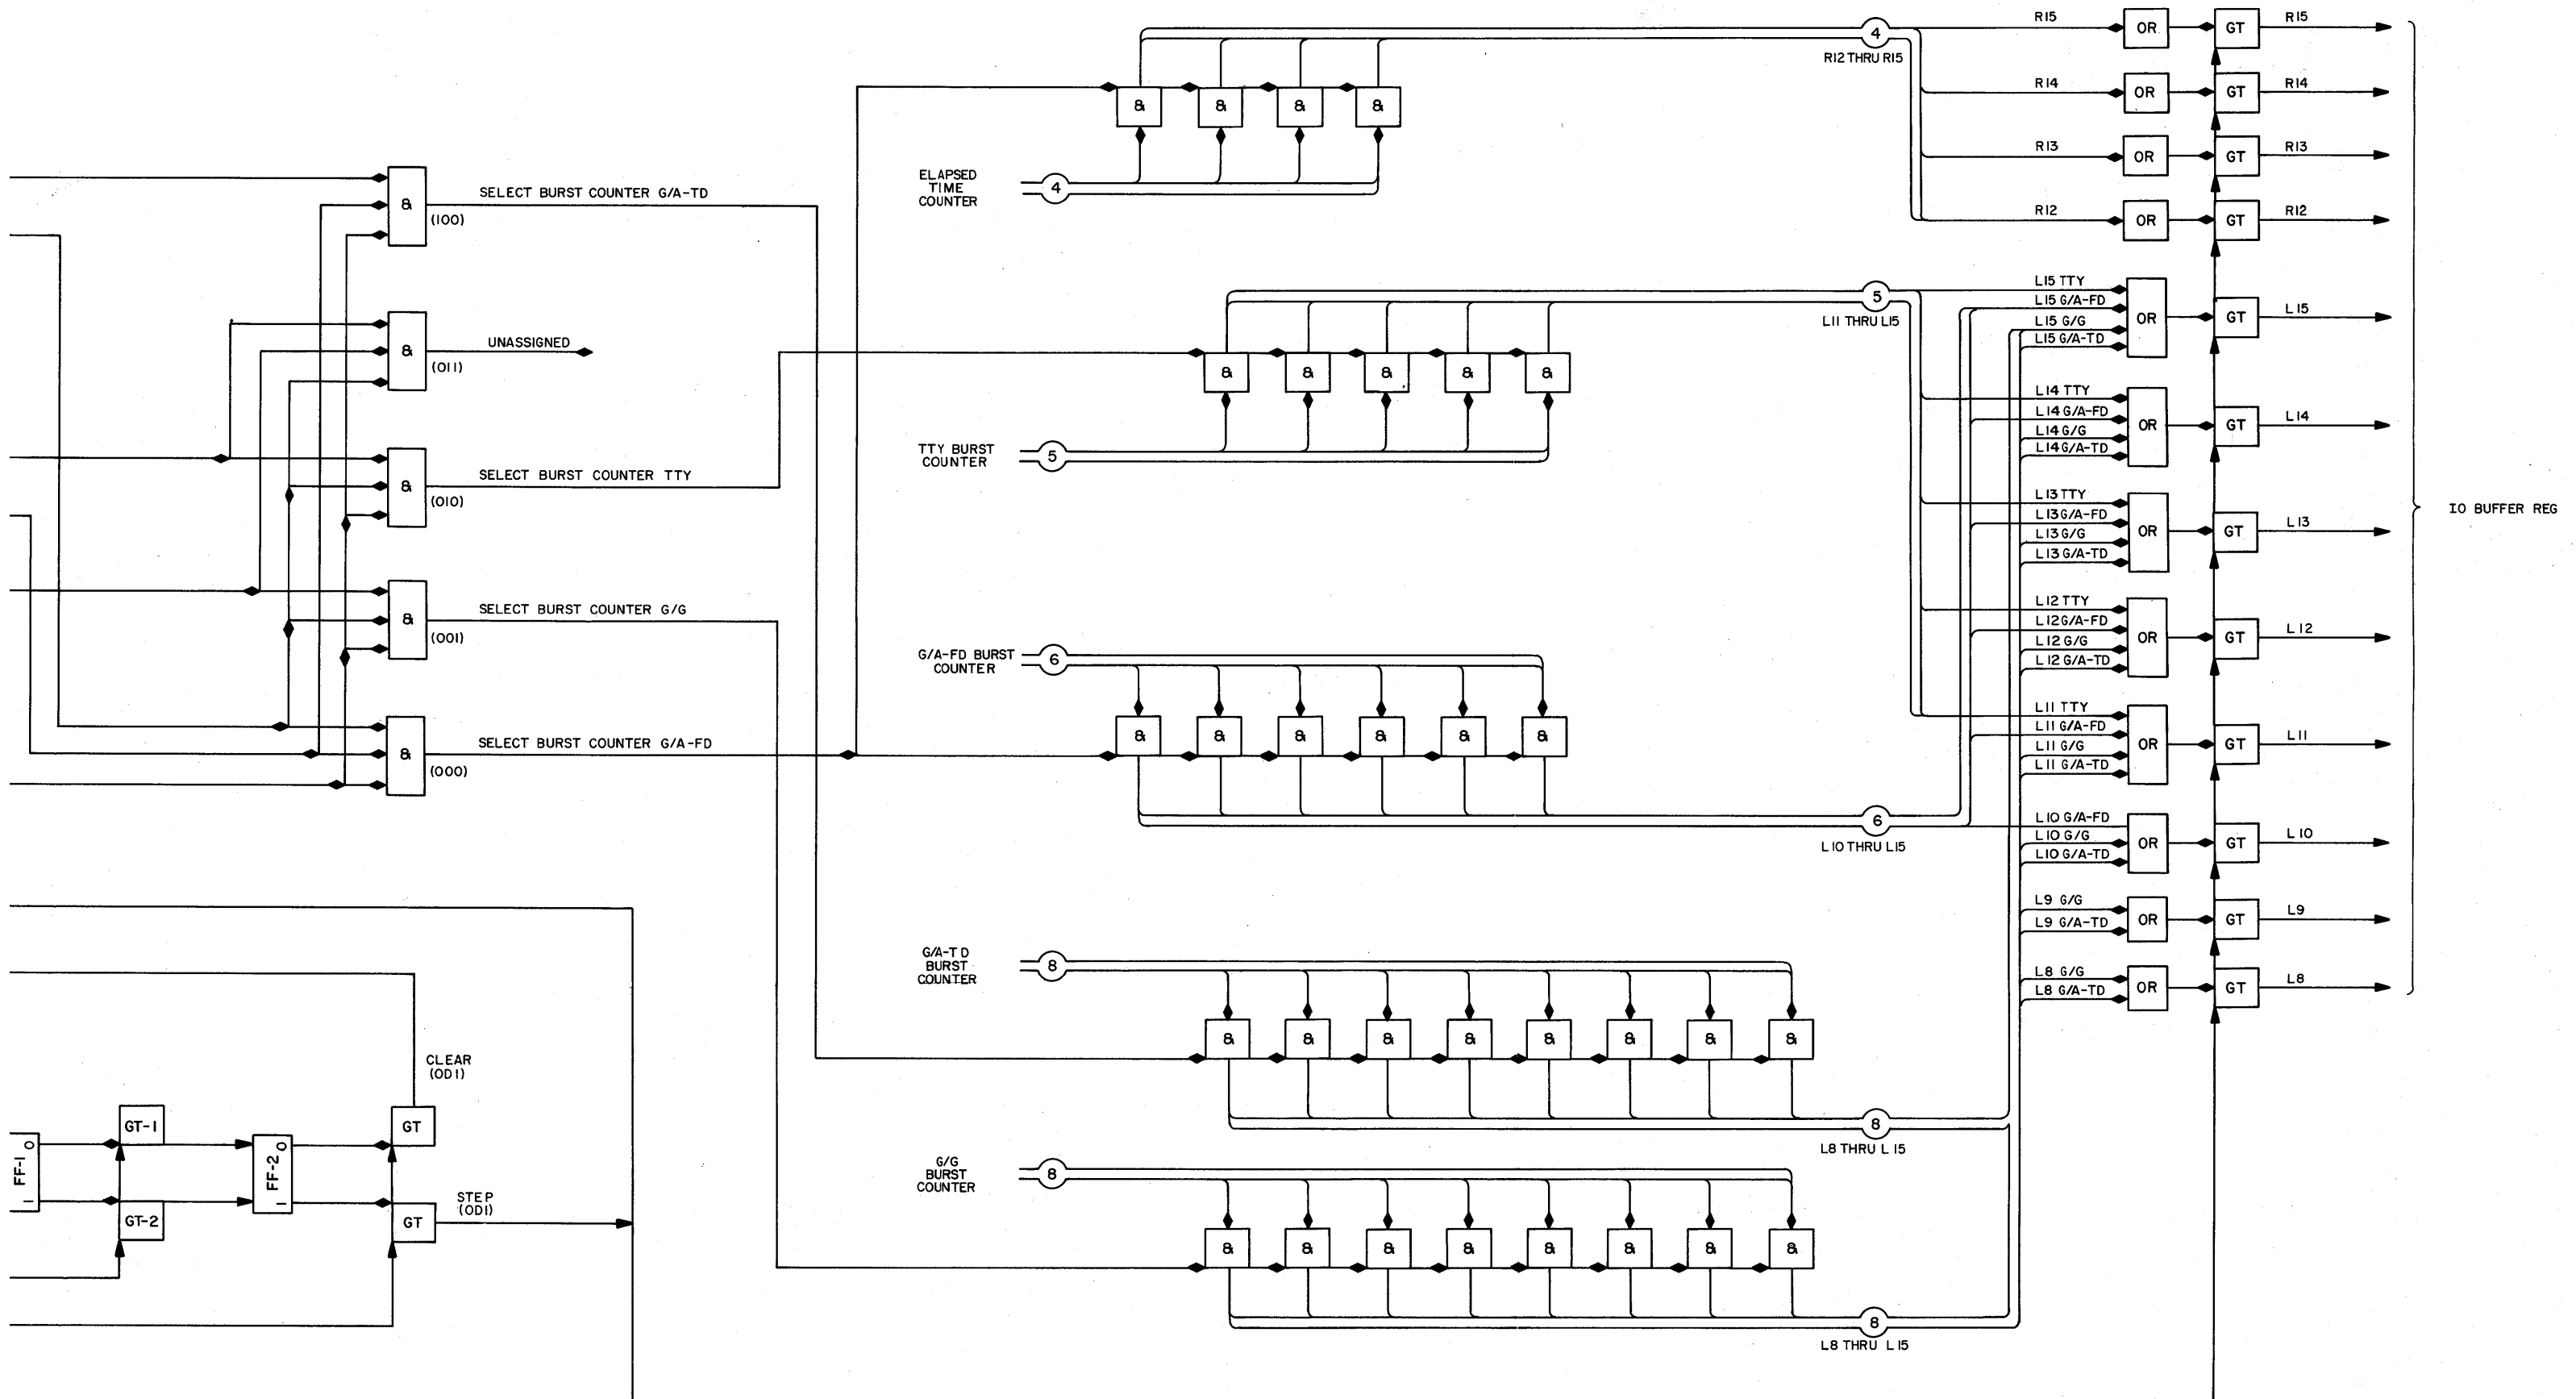 R15
OR
GT
R15
4
R12 THRU R15
R14
OR
GT
R14
&
&
&
&
R13
OR
GT
R13
ELAPSED
TIME
COUNTER
4
R12
OR
GT
R12
&
(100)
SELECT BURST COUNTER G/A-TD
&
(011)
UNASSIGNED
&
(010)
SELECT BURST COUNTER TTY
&
(001)
SELECT BURST COUNTER G/G
&
(000)
SELECT BURST COUNTER G/A-FD
5
L11 THRU L15
&
&
&
&
&
TTY BURST
COUNTER
5
G/A-FD BURST
COUNTER
6
&
&
&
&
&
&
6
L10 THRU L15
G/A-TD
BURST
COUNTER
8
&
&
&
&
&
&
&
&
8
L8 THRU L15
G/G
BURST
COUNTER
8
&
&
&
&
&
&
&
&
8
L8 THRU L15
L15 TTY
L15 G/A-FD
L15 G/G
L15 G/A-TD
OR
GT
L15
L14 TTY
L14 G/A-FD
L14 G/G
L14 G/A-TD
OR
GT
L14
L13 TTY
L13 G/A-FD
L13 G/G
L13 G/A-TD
OR
GT
L13
L12 TTY
L12 G/A-FD
L12 G/G
L12 G/A-TD
OR
GT
L12
L11 TTY
L11 G/A-FD
L11 G/G
L11 G/A-TD
OR
GT
L11
L10 G/A-FD
L10 G/G
L10 G/A-TD
OR
GT
L10
L9 G/G
L9 G/A-TD
OR
GT
L9
L8 G/G
L8 G/A-TD
OR
GT
L8
IO BUFFER REG
CLEAR
(OD1)
FF-1
0
1
GT-1
GT-2
FF-2
0
1
GT
GT
STEP
(OD1)